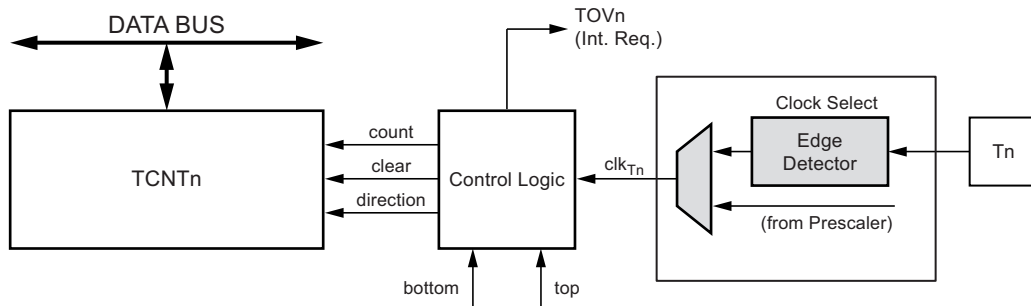 DATA BUS
TOVn
(Int. Req.)
Clock Select
count
Edge
Detector
Tn
TCNTn
clear
Control Logic
clkTn
direction
(from Prescaler)
bottom
top